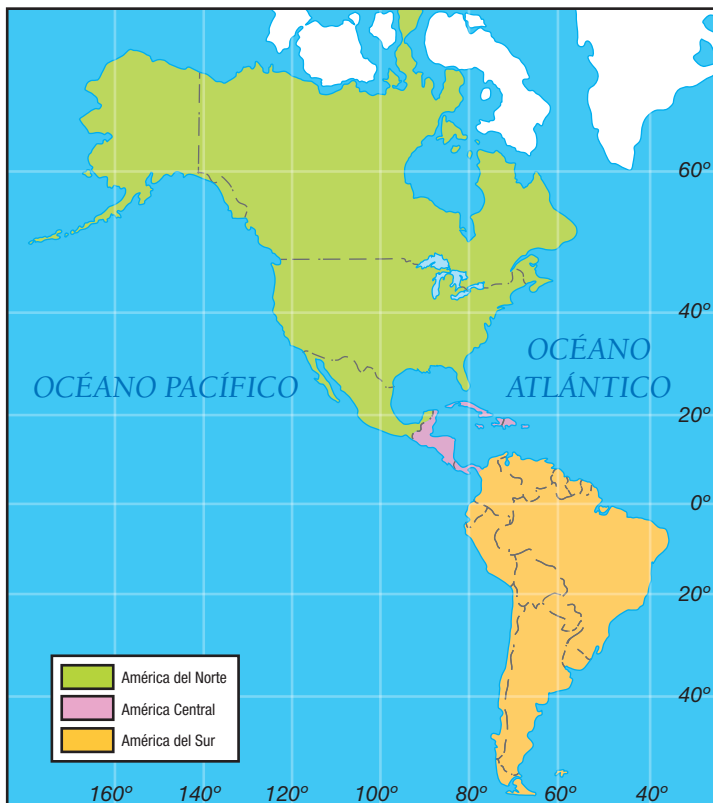 60º
40º
OCÉANO PACÍFICO
OCÉANO
ATLÁNTICO
20º
0º
20º
40º
América del Norte
América Central
América del Sur
160º 140º 120º 100º 80º 60º 40º